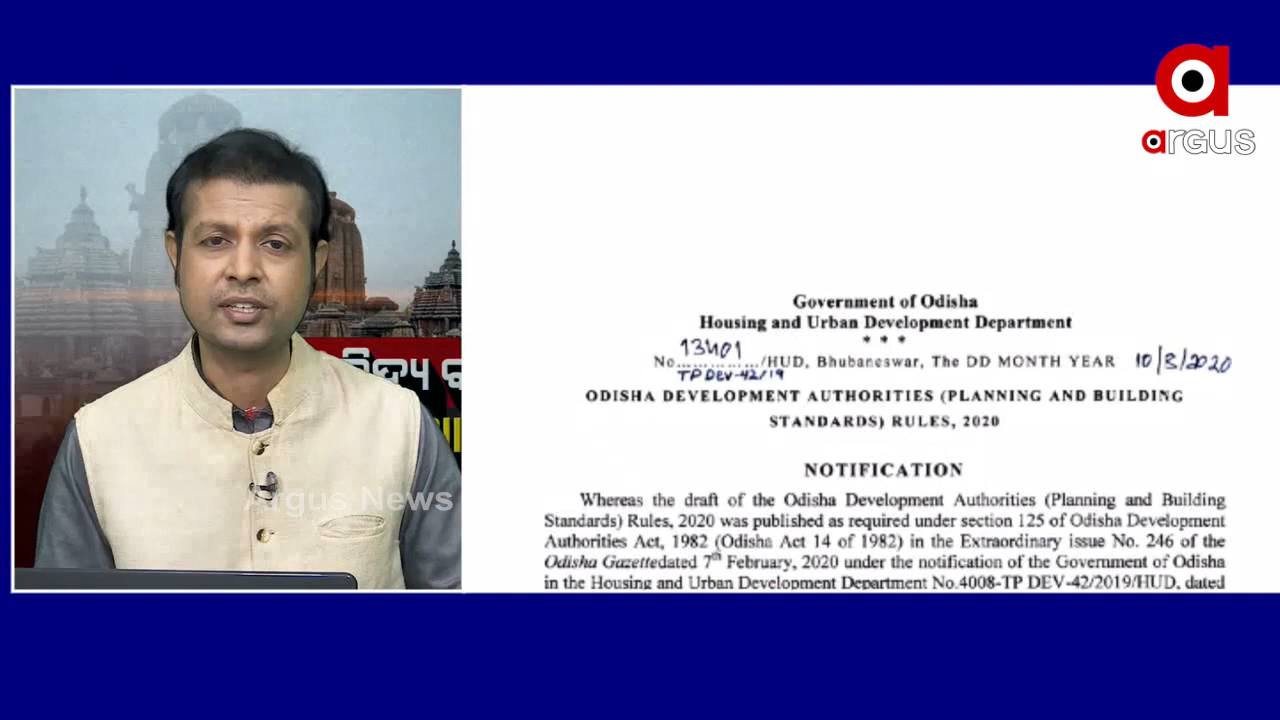 argus
Government of Odisha
Housing and Urban Development Department
* * *
13401
No................/HUD, Bhubaneswar, The DD MONTH YEAR 10/3/2020
TP Dev-42/19
ODISHA DEVELOPMENT AUTHORITIES (PLANNING AND BUILDING
STANDARDS) RULES, 2020
NOTIFICATION
Whereas the draft of the Odisha Development Authorities (Planning and Building
Standards) Rules, 2020 was published as required under section 125 of Odisha Development
Authorities Act, 1982 (Odisha Act 14 of 1982) in the Extraordinary issue No. 246 of the
Odisha Gazettedated 7th February, 2020 under the notification of the Government of Odisha
in the Housing and Urban Development Department No.4008-TP DEV-42/2019/HUD, dated
Argus News